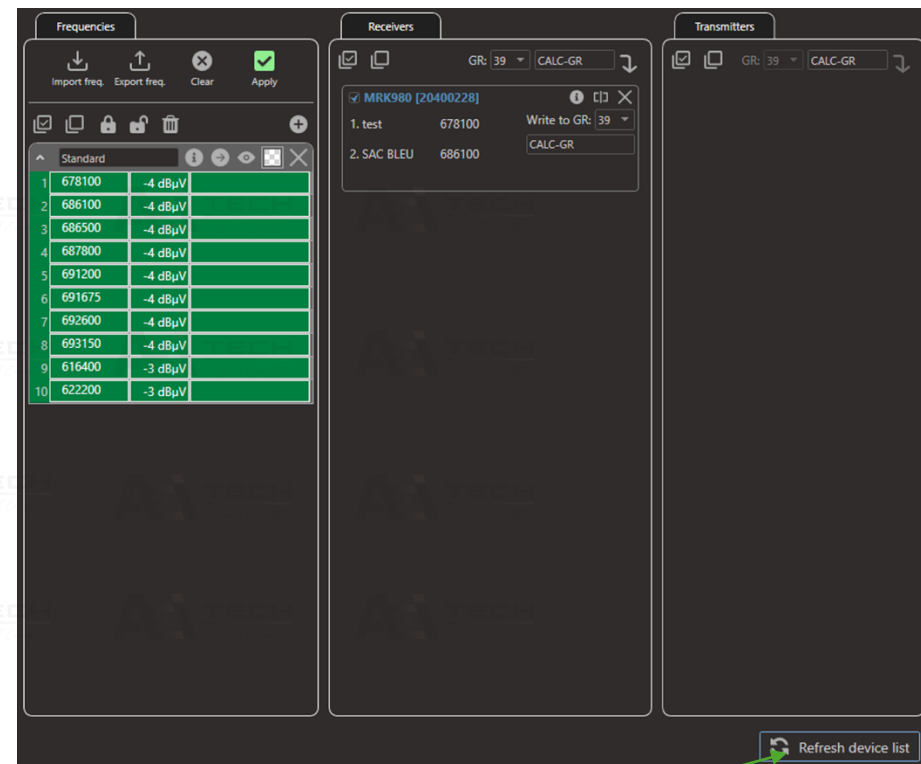 Frequencies
Import freq. Export freq. Clear Apply
Standard
1 678100 -4 dBµV
2 686100 -4 dBµV
3 686500 -4 dBµV
4 687800 -4 dBµV
5 691200 -4 dBµV
6 691675 -4 dBµV
7 692600 -4 dBµV
8 693150 -4 dBµV
9 616400 -3 dBµV
10 622200 -3 dBµV
Receivers
GR: 39 CALC-GR
MRK980 [20400228]
1. test 678100 Write to GR: 39
2. SAC BLEU 686100 CALC-GR
Transmitters
GR: 39 CALC-GR
Refresh device list